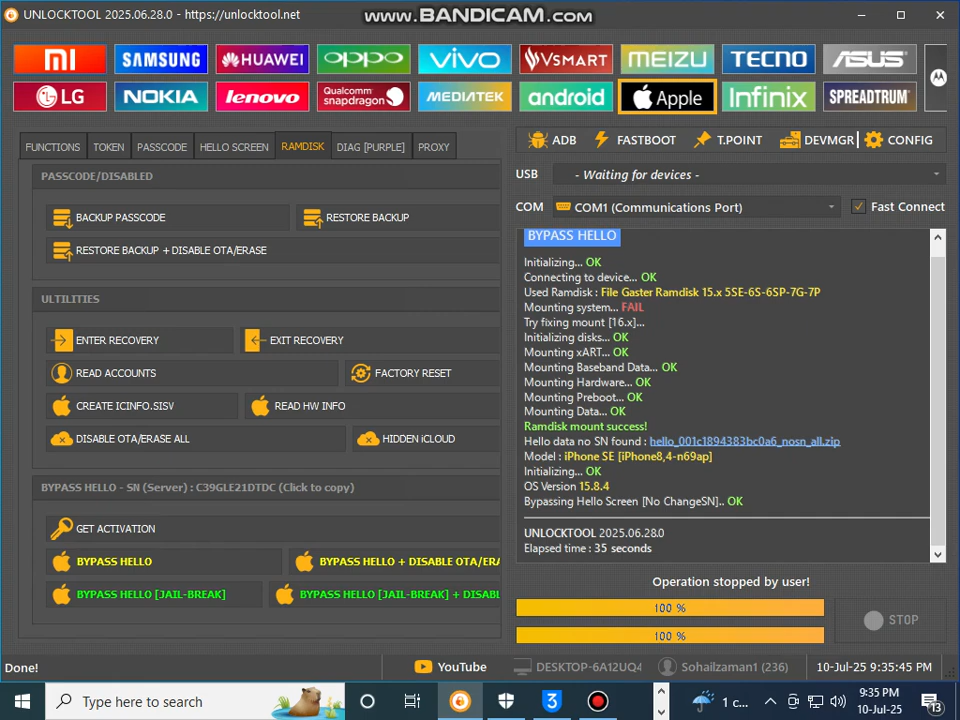 UNLOCKTOOL 2025.06.28.0 - https://unlocktool.net
www.BANDICAM.com
MI SAMSUNG HUAWEI oppo vivo VSMART MEIZU TECNO ASUS
LG NOKIA lenovo Qualcomm snapdragon MEDIATEK android Apple Infinix SPREADTRUM
FUNCTIONS TOKEN PASSCODE HELLO SCREEN RAMDISK DIAG [PURPLE] PROXY
PASSCODE/DISABLED
BACKUP PASSCODE RESTORE BACKUP
RESTORE BACKUP + DISABLE OTA/ERASE
ULTILITIES
ENTER RECOVERY EXIT RECOVERY
READ ACCOUNTS FACTORY RESET
CREATE ICINFO.SISV READ HW INFO
DISABLE OTA/ERASE ALL HIDDEN iCLOUD
BYPASS HELLO - SN (Server) : C39GLE21DTDC (Click to copy)
GET ACTIVATION
BYPASS HELLO BYPASS HELLO + DISABLE OTA/ERA
BYPASS HELLO [JAIL-BREAK] BYPASS HELLO [JAIL-BREAK] + DISABL
ADB FASTBOOT T.POINT DEVMGR CONFIG
USB - Waiting for devices -
COM COM1 (Communications Port) Fast Connect
BYPASS HELLO
Initializing... OK
Connecting to device... OK
Used Ramdisk : File Gaster Ramdisk 15.x 5SE-6S-6SP-7G-7P
Mounting system... FAIL
Try fixing mount [16.x]...
Initializing disks... OK
Mounting xART... OK
Mounting Baseband Data... OK
Mounting Hardware... OK
Mounting Preboot... OK
Mounting Data... OK
Ramdisk mount success!
Hello data no SN found : hello_001c1894383bc0a6_nosn_all.zip
Model : iPhone SE [iPhone8,4-n69ap]
Initializing... OK
OS Version 15.8.4
Bypassing Hello Screen [No ChangeSN].. OK
UNLOCKTOOL 2025.06.28.0
Elapsed time : 35 seconds
Operation stopped by user!
100 %
100 %
STOP
Done! YouTube DESKTOP-6A12UQ4 Sohailzaman1 (236) 10-Jul-25 9:35:45 PM
Type here to search 3 1 c... 9:35 PM
10-Jul-25 13